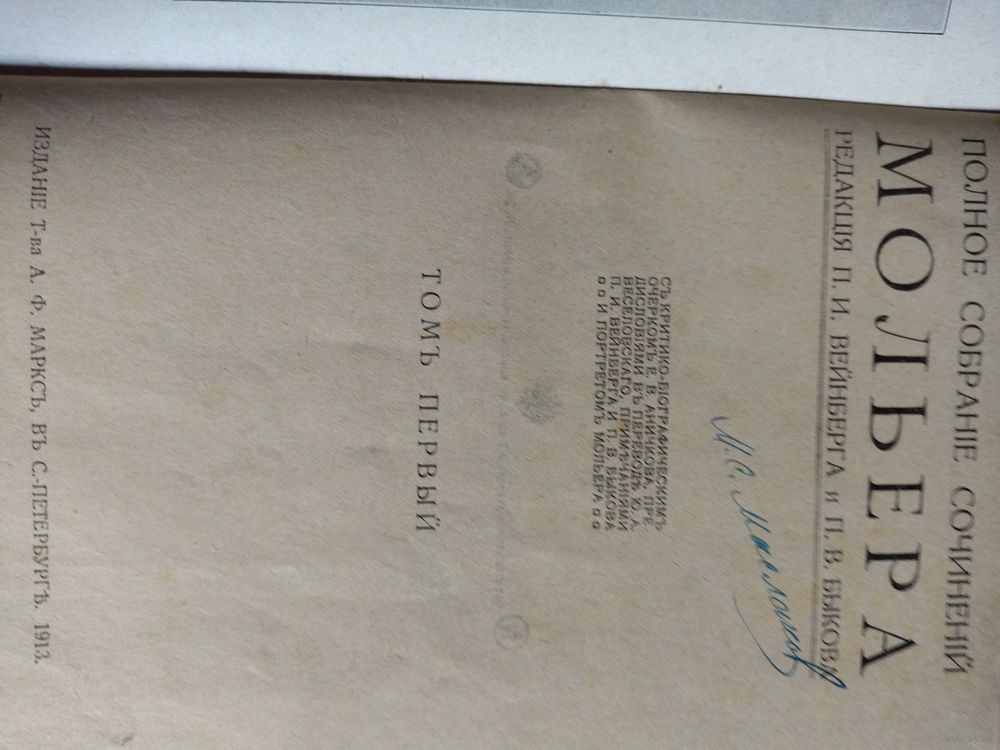 ПОЛНОЕ СОБРАНІЕ СОЧИНЕНІЙ
МОЛЬЕРА
РЕДАКЦІЯ П. И. ВЕЙНБЕРГА и П. В. БЫКОВА
М. С.
СЪ КРИТИКО-БІОГРАФИЧЕСКИМЪ
ОЧЕРКОМЪ Е. В. АНИЧКОВА, ПРЕ-
ДИСЛОВІЯМИ ВЪ ПЕРЕВОДѢ Ю. А.
ВЕСЕЛОВСКАГО, ПРИМѢЧАНІЯМИ
П. И. ВЕЙНБЕРГА И П. В. БЫКОВА
И ПОРТРЕТОМЪ МОЛЬЕРА
ТОМЪ ПЕРВЫЙ
ИЗДАНІЕ Т-ва А. Ф. МАРКСЪ, ВЪ С.-ПЕТЕРБУРГѢ. 1913.